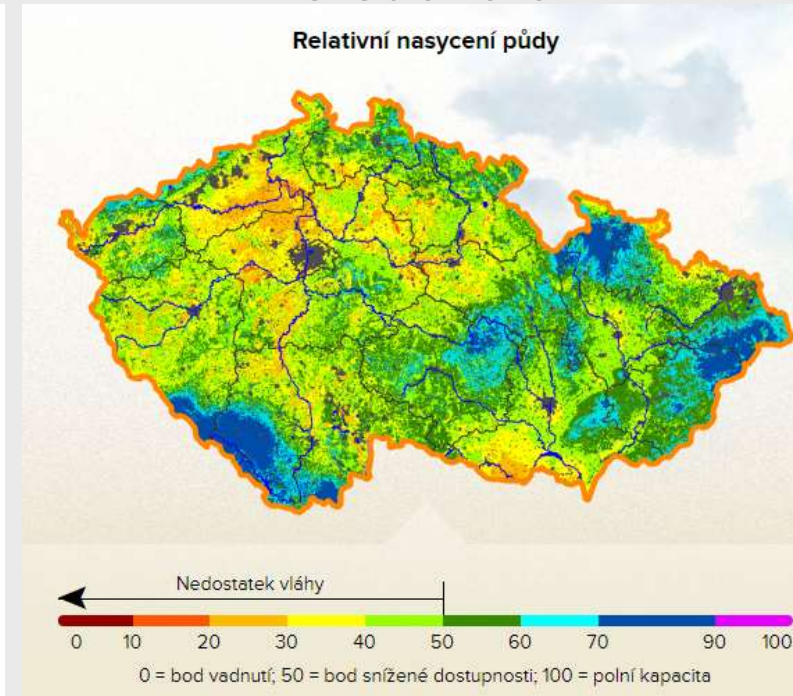 Relativní nasycení půdy
Nedostatek vláhy
0 10 20 30 40 50 60 70 90 100
0 = bod vadnutí; 50 = bod snížené dostupnosti; 100 = polní kapacita